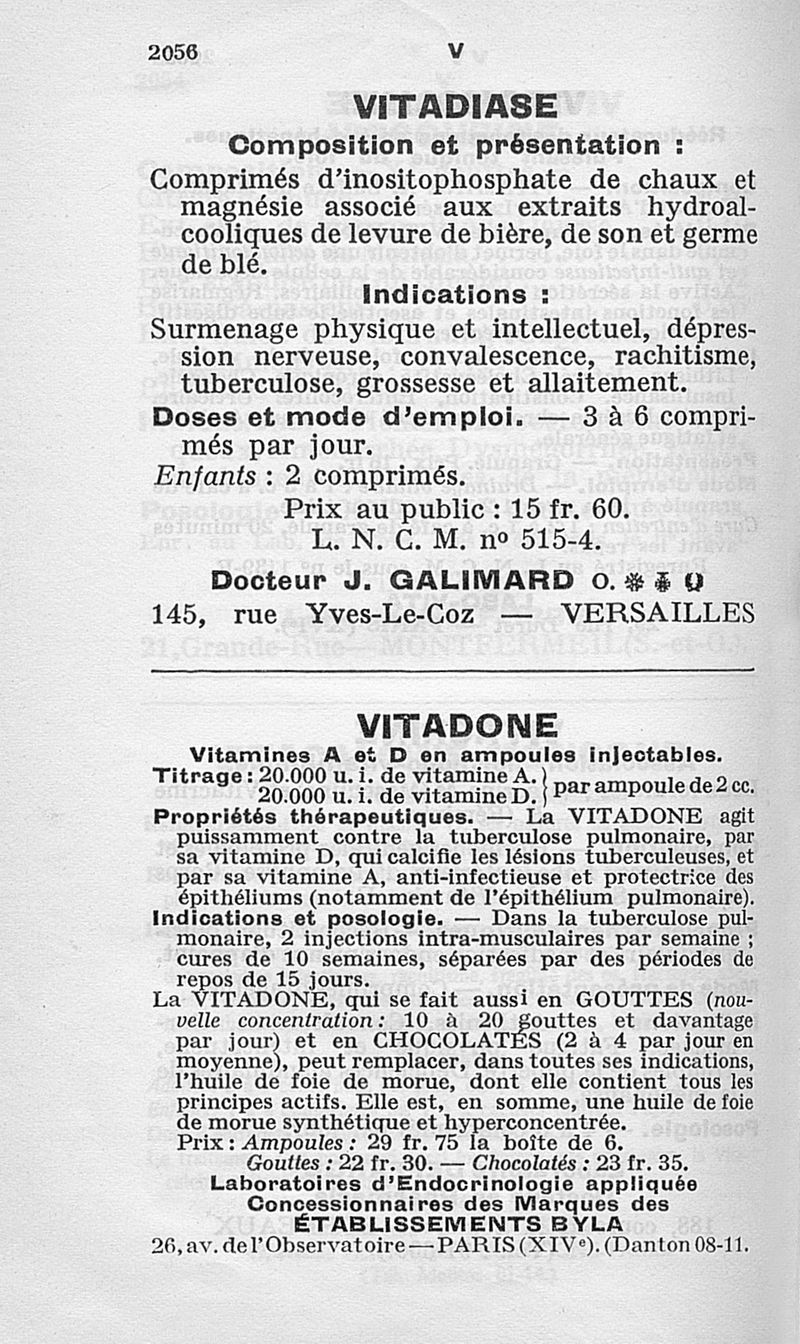 2056 V
VITADIASE
Composition et présentation :
Comprimés d'inositophosphate de chaux et
magnésie associé aux extraits hydroal-
cooliques de levure de bière, de son et germe
de blé.
Indications :
Surmenage physique et intellectuel, dépres-
sion nerveuse, convalescence, rachitisme,
tuberculose, grossesse et allaitement.
Doses et mode d'emploi. — 3 à 6 compri-
més par jour.
Enfants : 2 comprimés.
Prix au public : 15 fr. 60.
L. N. C. M. nº 515-4.
Docteur J. GALIMARD O.
145, rue Yves-Le-Coz — VERSAILLES
VITADONE
Vitamines A et D en ampoules injectables.
Titrage : 20.000 u. i. de vitamine A. } par ampoule de 2 cc.
20.000 u. i. de vitamine D.
Propriétés thérapeutiques. — La VITADONE agit
puissamment contre la tuberculose pulmonaire, par
sa vitamine D, qui calcifie les lésions tuberculeuses, et
par sa vitamine A, anti-infectieuse et protectrice des
épithéliums (notamment de l'épithélium pulmonaire).
Indications et posologie. — Dans la tuberculose pul-
monaire, 2 injections intra-musculaires par semaine ;
cures de 10 semaines, séparées par des périodes de
repos de 15 jours.
La VITADONE, qui se fait aussi en GOUTTES (nou-
velle concentration : 10 à 20 gouttes et davantage
par jour) et en CHOCOLATÉS (2 à 4 par jour en
moyenne), peut remplacer, dans toutes ses indications,
l'huile de foie de morue, dont elle contient tous les
principes actifs. Elle est, en somme, une huile de foie
de morue synthétique et hyperconcentrée.
Prix : Ampoules : 29 fr. 75 la boîte de 6.
Gouttes : 22 fr. 30. — Chocolatés : 23 fr. 35.
Laboratoires d'Endocrinologie appliquée
Concessionnaires des Marques des
ÉTABLISSEMENTS BYLA
26, av. de l'Observatoire — PARIS (XIVe). (Danton 08-11.